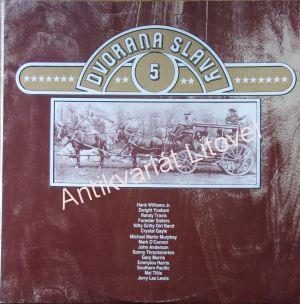 DVORANA SLAVY
5
Antikvariát Litovel
Hank Williams Jr.
Dwight Yoakam
Randy Travis
Forester Sisters
Nitty Gritty Dirt Band
Crystal Gayle
Michael Martin Murphey
Mark O'Connor
John Anderson
Sonny Throckmorton
Gary Morris
Emmylou Harris
Southern Pacific
Mel Tillis
Jerry Lee Lewis